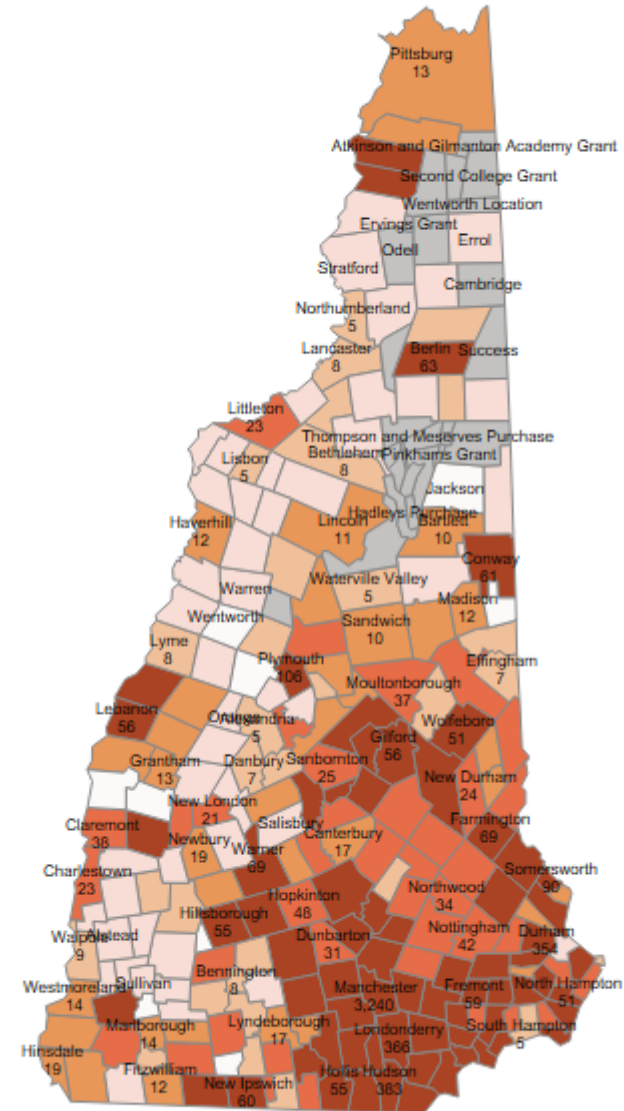 Pittsburg
13
Atkinson and Gilmanton Academy Grant
Second College Grant
Wentworth Location
Ervings Grant
Errol
Odell
Stratford
Cambridge
Northumberland
5
Lancaster
8
Berlin
63
Success
Littleton
23
Thompson and Meserves Purchase
Bethlehem
8
Pinkhams Grant
Lisbon
5
Jackson
Hadleys Purchase
Haverhill
12
Lincoln
11
Bartlett
10
Conway
61
Waterville Valley
5
Warren
Madison
12
Wentworth
Sandwich
10
Lyme
8
Plymouth
106
Effingham
7
Moultonborough
37
Lebanon
56
Alexandria
5
Wolfeboro
51
Gilford
56
Grantham
13
Danbury
7
Sanbornton
25
New Durham
24
New London
21
Salisbury
Farmington
69
Claremont
38
Newbury
19
Canterbury
17
Warner
69
Charlestown
23
Somersworth
90
Hopkinton
48
Northwood
34
Hillsborough
55
Walpole
9
Alstead
Dunbarton
31
Nottingham
42
Durham
354
Bennington
8
Sullivan
Westmoreland
14
Manchester
3,240
Fremont
59
North Hampton
51
Marlborough
14
Lyndeborough
17
Londonderry
366
South Hampton
5
Hinsdale
19
Fitzwilliam
12
New Ipswich
60
Hollis
55
Hudson
383